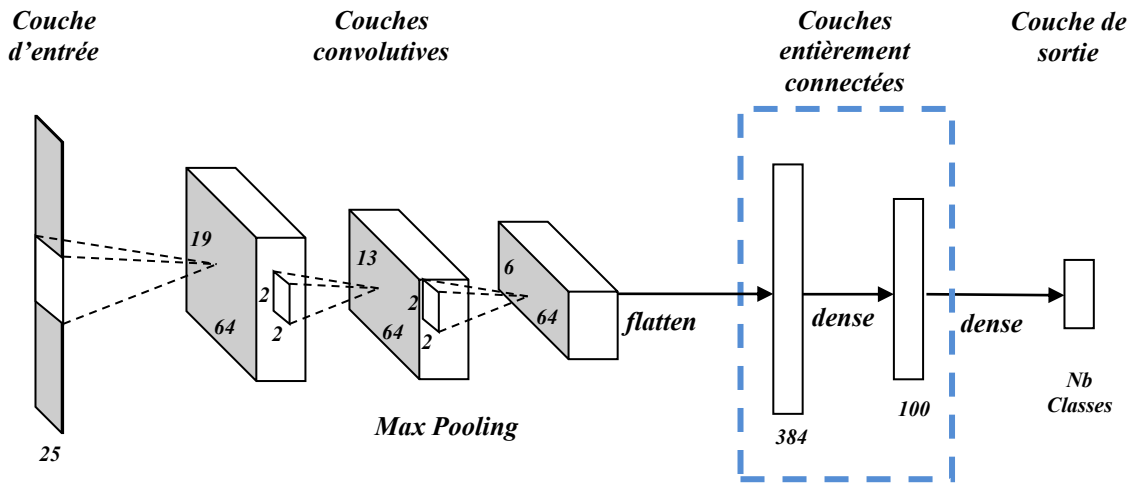 Couche
d'entrée
Couches
convolutives
Couches
entièrement
connectées
Couche de
sortie
25
19
64
2
2
13
64
2
2
6
64
Max Pooling
flatten
384
dense
100
dense
Nb
Classes